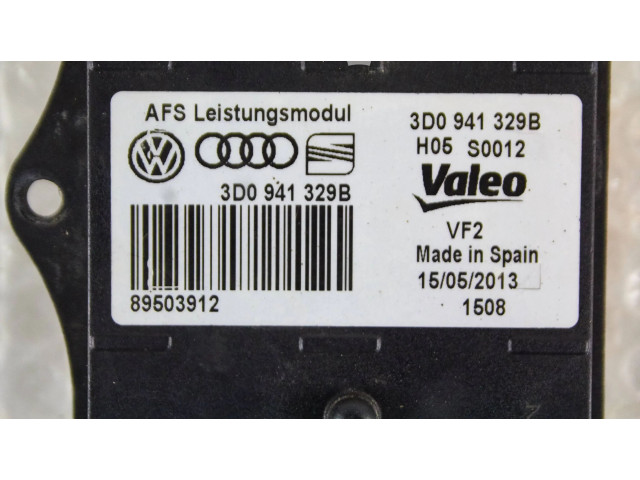 AFS Leistungsmodul
3D0 941 329B
89503912
3D0 941 329B
H05 S0012
Valeo
VF2
Made in Spain
15/05/2013
1508